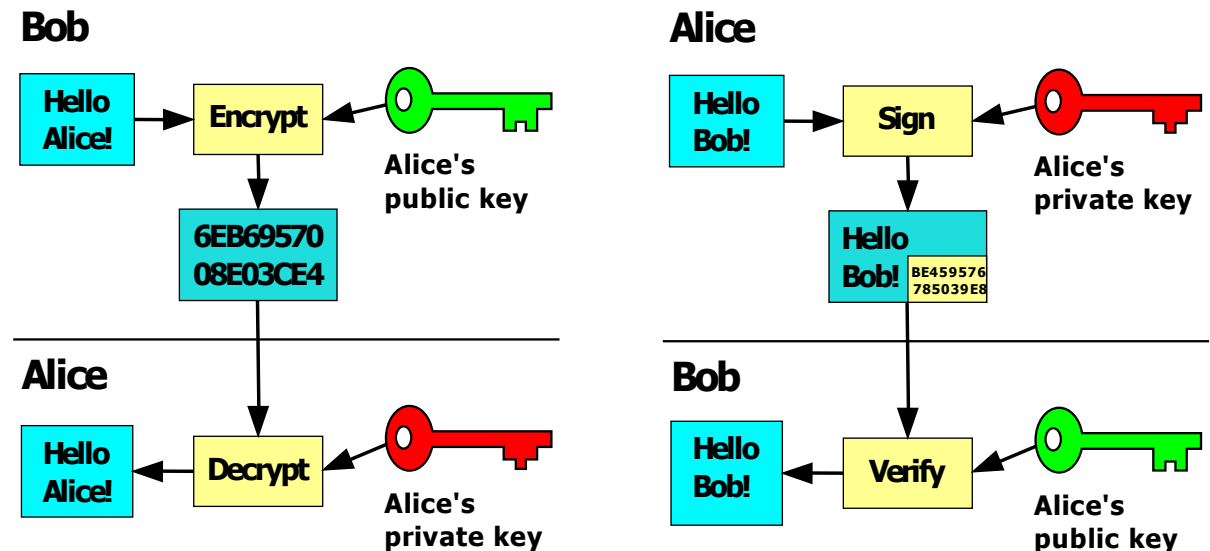 Bob
Hello
Alice!
Encrypt
Alice's
public key
6EB69570
08E03CE4
Alice
Hello
Alice!
Decrypt
Alice's
private key
Alice
Hello
Bob!
Sign
Alice's
private key
Hello
Bob!
BE459576
785039E8
Bob
Hello
Bob!
Verify
Alice's
public key